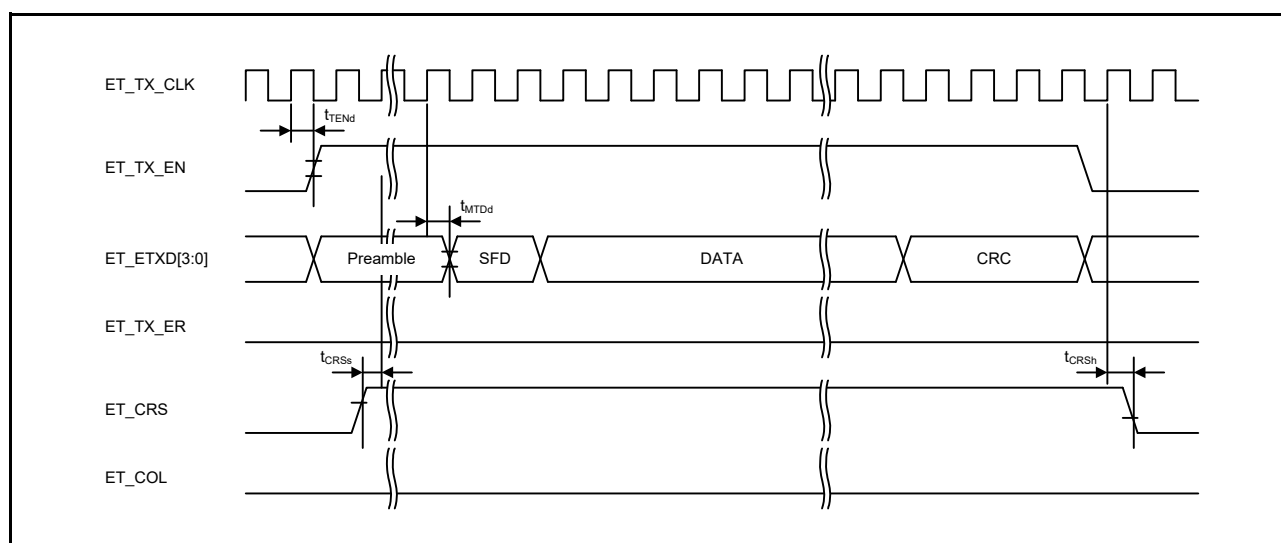 ET_TX_CLK
tTENd
ET_TX_EN
tMTDd
ET_ETXD[3:0]
Preamble
SFD
DATA
CRC
ET_TX_ER
tCRSs
tCRSh
ET_CRS
ET_COL